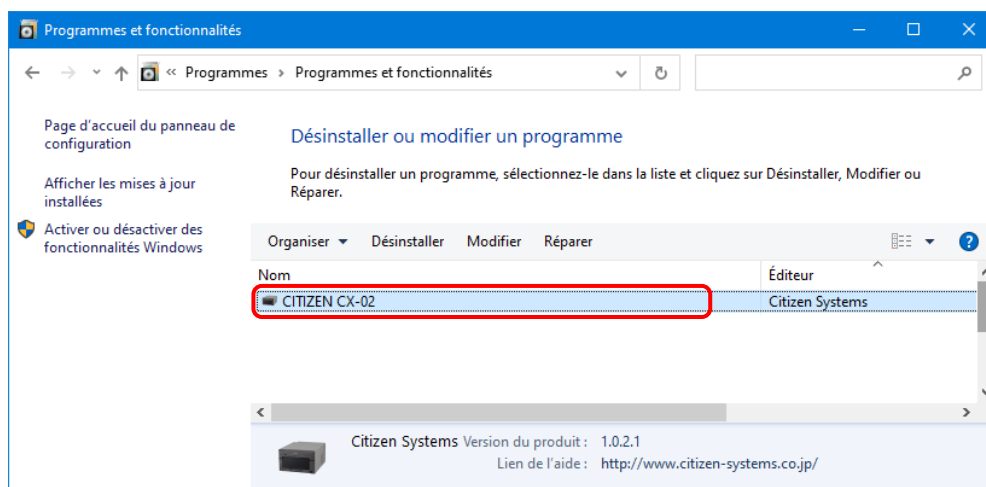 Programmes et fonctionnalités
« Programmes > Programmes et fonctionnalités
Page d'accueil du panneau de
configuration
Afficher les mises à jour
installées
Activer ou désactiver des
fonctionnalités Windows
Désinstaller ou modifier un programme
Pour désinstaller un programme, sélectionnez-le dans la liste et cliquez sur Désinstaller, Modifier ou
Réparer.
Organiser Désinstaller Modifier Réparer
Nom Éditeur
CITIZEN CX-02 Citizen Systems
Citizen Systems Version du produit : 1.0.2.1
Lien de l'aide : http://www.citizen-systems.co.jp/